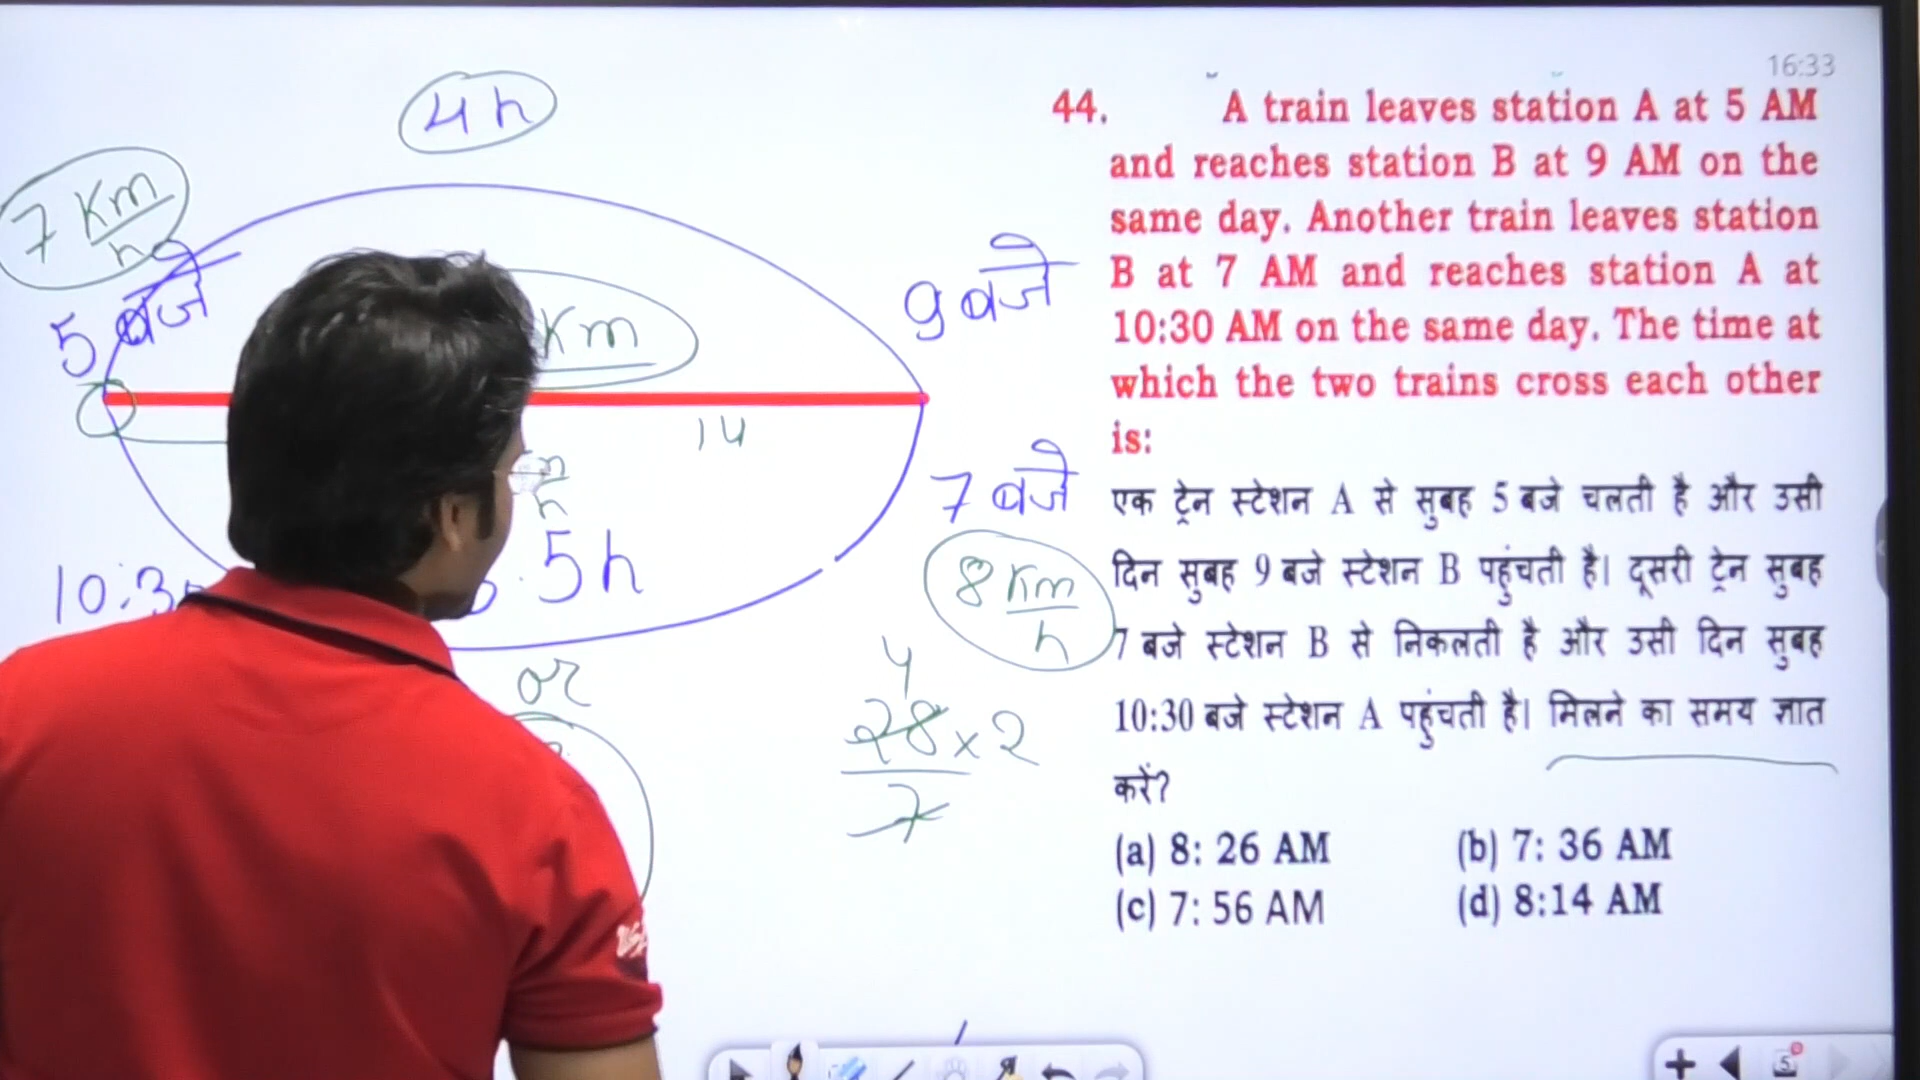 16:33
44. A train leaves station A at 5 AM
and reaches station B at 9 AM on the
same day. Another train leaves station
B at 7 AM and reaches station A at
10:30 AM on the same day. The time at
which the two trains cross each other
is:
एक ट्रेन स्टेशन A से सुबह 5 बजे चलती है और उसी
दिन सुबह 9 बजे स्टेशन B पहुंचती है। दूसरी ट्रेन सुबह
7 बजे स्टेशन B से निकलती है और उसी दिन सुबह
10:30 बजे स्टेशन A पहुंचती है। मिलने का समय ज्ञात
करें?
(a) 8: 26 AM (b) 7: 36 AM
(c) 7: 56 AM (d) 8:14 AM
4 h
7 Km/h
5 बजे
9 बजे
Km
14
7 बजे
8 Km/h
5h
10:3
or
4
28 × 2
7